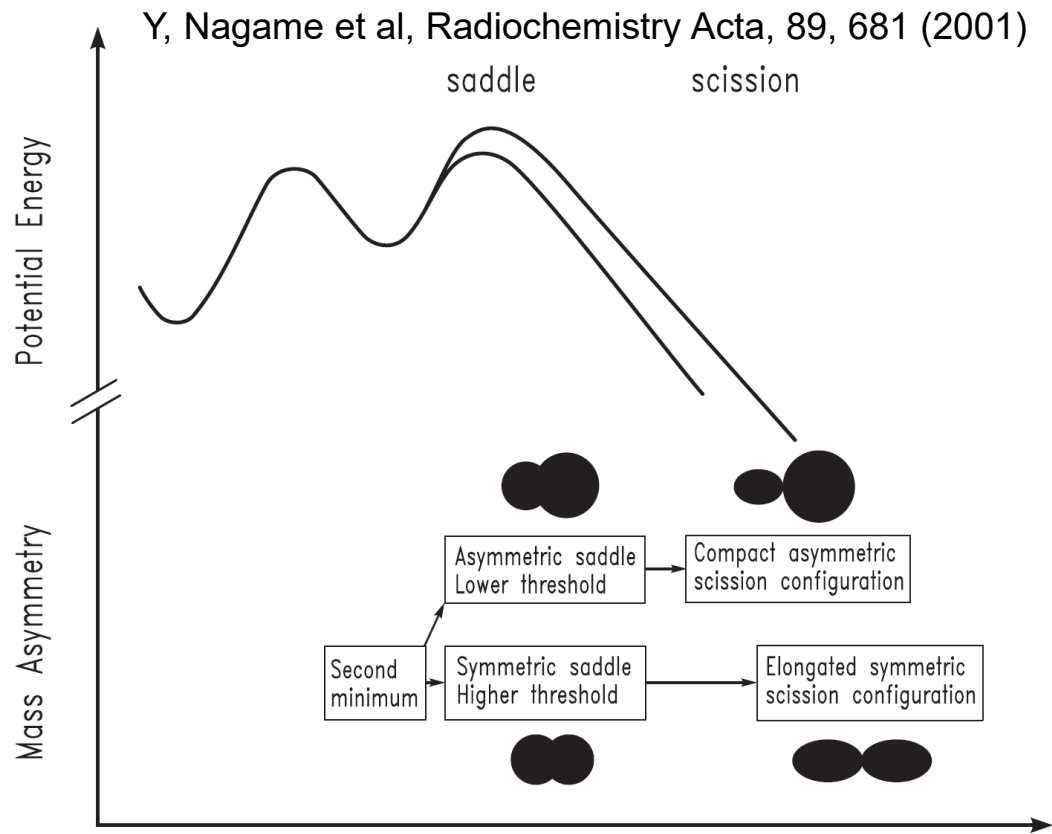 Y, Nagame et al, Radiochemistry Acta, 89, 681 (2001)
saddle
scission
Potential Energy
Mass Asymmetry
Asymmetric saddle
Lower threshold
Compact asymmetric
scission configuration
Second
minimum
Symmetric saddle
Higher threshold
Elongated symmetric
scission configuration